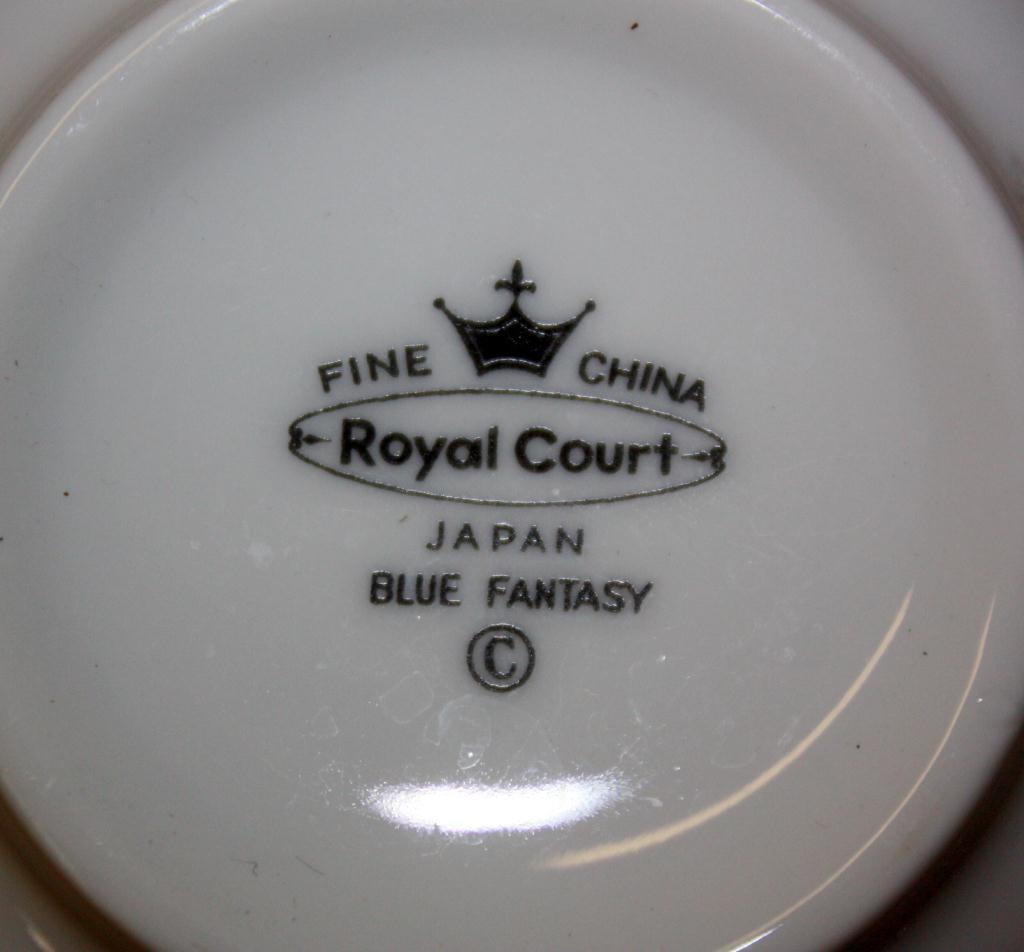 FINE CHINA
Royal Court
JAPAN
BLUE FANTASY
©